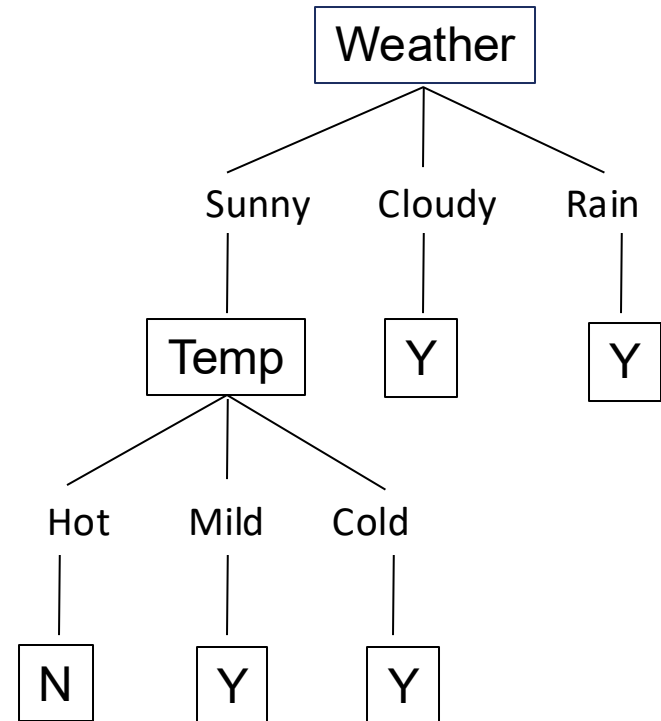 Weather
Sunny Cloudy Rain
Temp Y Y
Hot Mild Cold
N Y Y